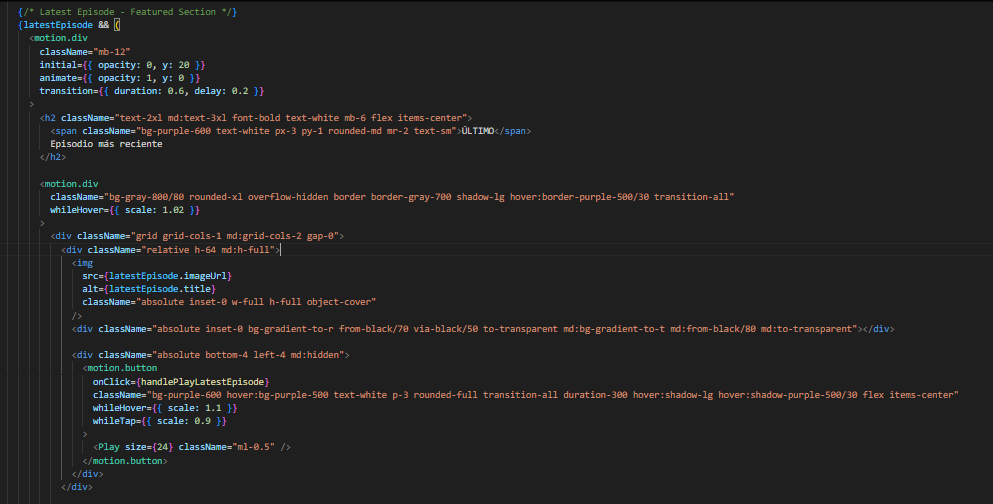 {/* Latest Episode - Featured Section */}
{latestEpisode && (
<motion.div
className="mb-12"
initial={{ opacity: 0, y: 20 }}
animate={{ opacity: 1, y: 0 }}
transition={{ duration: 0.6, delay: 0.2 }}
>
<h2 className="text-2xl md:text-3xl font-bold text-white mb-6 flex items-center">
<span className="bg-purple-600 text-white px-3 py-1 rounded-md mr-2 text-sm">ÚLTIMO</span>
Episodio más reciente
</h2>
<motion.div
className="bg-gray-800/80 rounded-xl overflow-hidden border border-gray-700 shadow-lg hover:border-purple-500/30 transition-all"
whileHover={{ scale: 1.02 }}
>
<div className="grid grid-cols-1 md:grid-cols-2 gap-0">
<div className="relative h-64 md:h-full">
<img
src={latestEpisode.imageUrl}
alt={latestEpisode.title}
className="absolute inset-0 w-full h-full object-cover"
/>
<div className="absolute inset-0 bg-gradient-to-r from-black/70 via-black/50 to-transparent md:bg-gradient-to-t md:from-black/80 md:to-transparent"></div>
<div className="absolute bottom-4 left-4 md:hidden">
<motion.button
onClick={handlePlayLatestEpisode}
className="bg-purple-600 hover:bg-purple-500 text-white p-3 rounded-full transition-all duration-300 hover:shadow-lg hover:shadow-purple-500/30 flex items-center"
whileHover={{ scale: 1.1 }}
whileTap={{ scale: 0.9 }}
>
<Play size={24} className="ml-0.5" />
</motion.button>
</div>
</div>